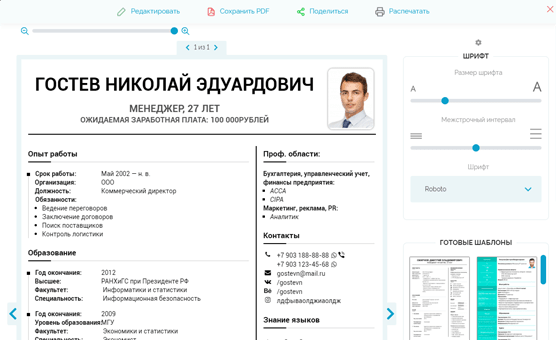 Редактировать
Сохранить PDF
Поделиться
Распечатать
1 из 1
ГОСТЕВ НИКОЛАЙ ЭДУАРДОВИЧ
МЕНЕДЖЕР, 27 ЛЕТ
ОЖИДАЕМАЯ ЗАРАБОТНАЯ ПЛАТА: 100 000РУБЛЕЙ
Опыт работы
Срок работы: Май 2002 — н. в.
Организация: ООО
Должность: Коммерческий директор
Обязанности:
Ведение переговоров
Заключение договоров
Поиск поставщиков
Контроль логистики
Образование
Год окончания: 2012
Высшее: РАНХиГС при Президенте РФ
Факультет: Информатики и статистики
Специальность: Информационная безопасность
Год окончания: 2009
Уровень образования: МГУ
Факультет: Экономики и статистики
Специальность: Экономист
Проф. области:
Бухгалтерия, управленческий учет,
финансы предприятия:
ACCA
CIPA
Маркетинг, реклама, PR:
Аналитик
Контакты
+7 903 188-88-88
+7 903 123-45-68
gostevn@mail.ru
/gostevn
/gostevn
лдфываолджаолдж
Знание языков
ШРИФТ
Размер шрифта
A A
Межстрочный интервал
Шрифт
Roboto
ГОТОВЫЕ ШАБЛОНЫ